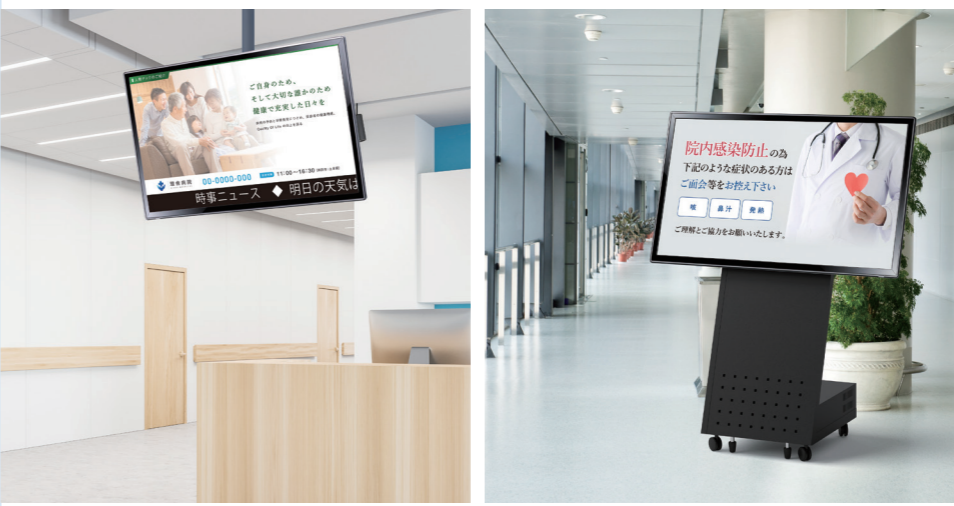 ご自身のため、
そして大切な誰かのため
健康で充実した日々を
00-0000-000
11:00～16:30
時事ニュース ◆ 明日の天気は
院内感染防止の為
下記のような症状のある方は
ご面会等をお控え下さい
咳 鼻汁 発熱
ご理解とご協力をお願いいたします。